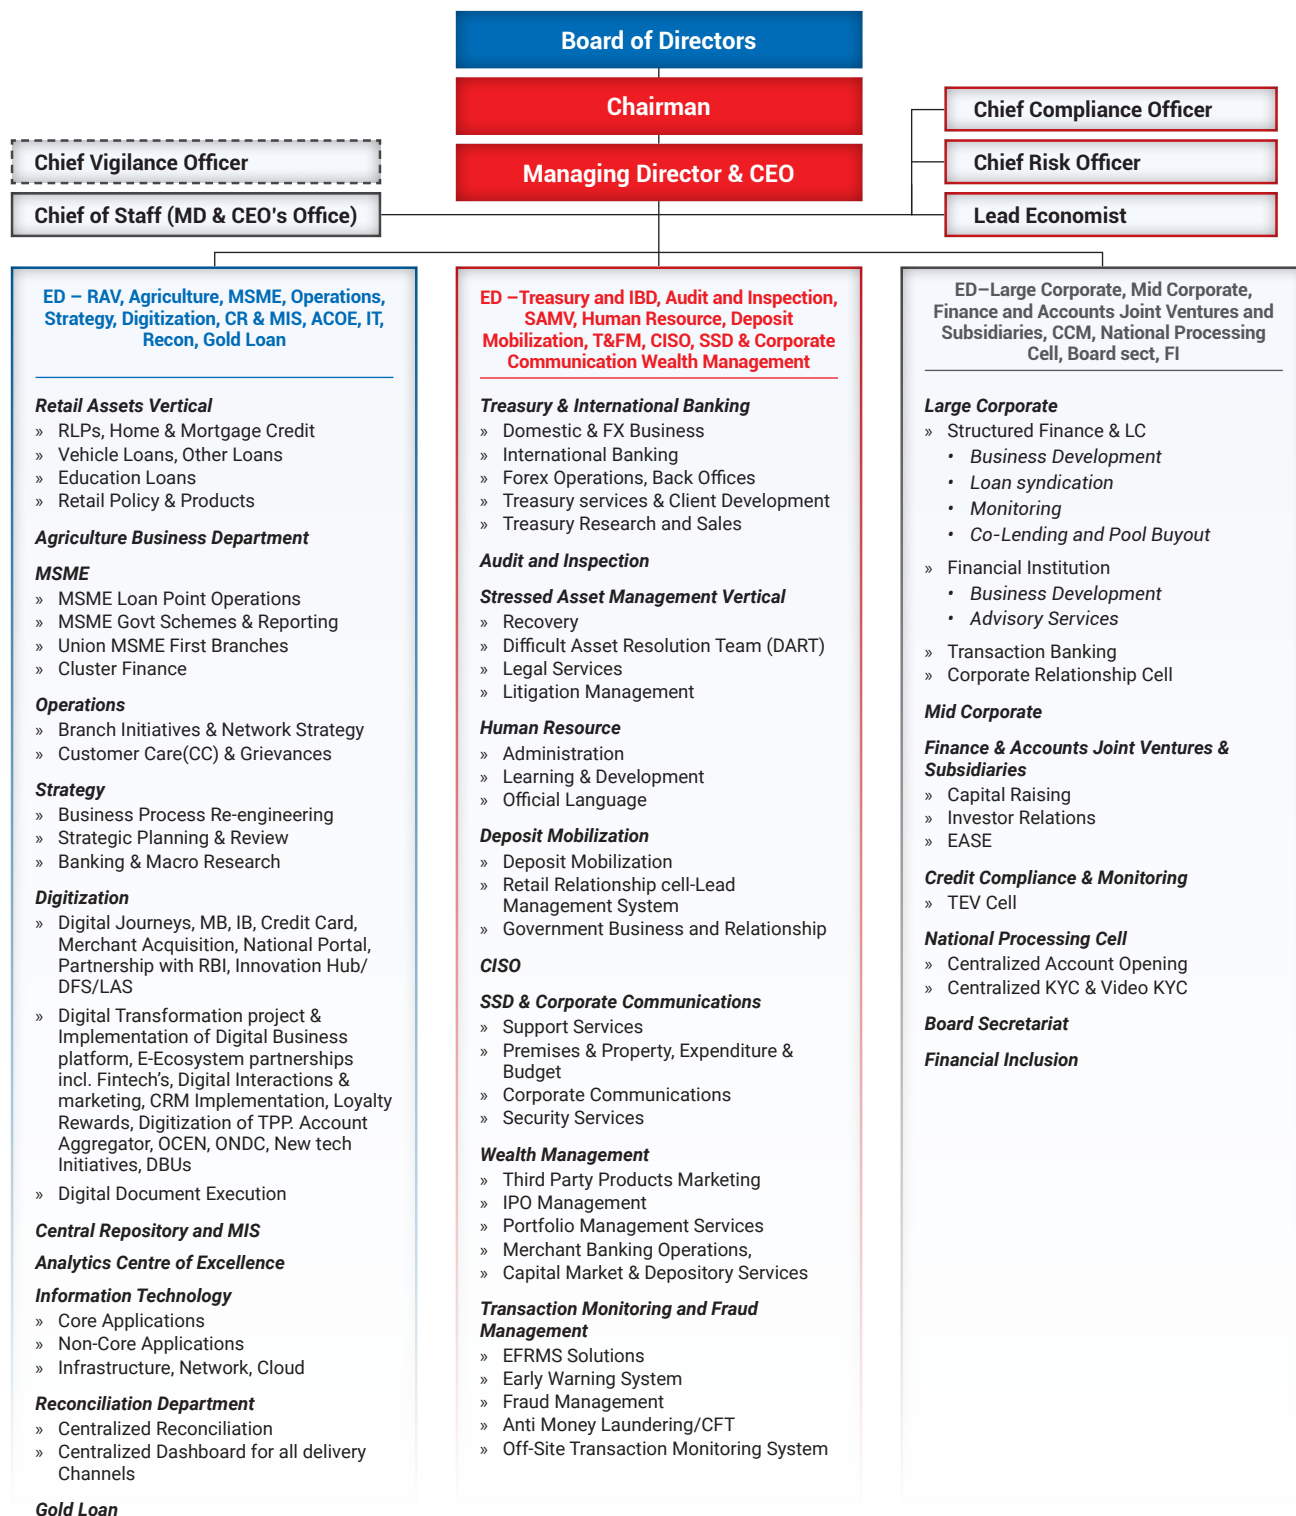 Board of Directors
Chairman
Managing Director & CEO
Chief Vigilance Officer
Chief of Staff (MD & CEO's Office)
Chief Compliance Officer
Chief Risk Officer
Lead Economist
ED – RAV, Agriculture, MSME, Operations,
Strategy, Digitization, CR & MIS, ACOE, IT,
Recon, Gold Loan
Retail Assets Vertical
» RLPs, Home & Mortgage Credit
» Vehicle Loans, Other Loans
» Education Loans
» Retail Policy & Products
Agriculture Business Department
MSME
» MSME Loan Point Operations
» MSME Govt Schemes & Reporting
» Union MSME First Branches
» Cluster Finance
Operations
» Branch Initiatives & Network Strategy
» Customer Care(CC) & Grievances
Strategy
» Business Process Re-engineering
» Strategic Planning & Review
» Banking & Macro Research
Digitization
» Digital Journeys, MB, IB, Credit Card,
Merchant Acquisition, National Portal,
Partnership with RBI, Innovation Hub/
DFS/LAS
» Digital Transformation project &
Implementation of Digital Business
platform, E-Ecosystem partnerships
incl. Fintech's, Digital Interactions &
marketing, CRM Implementation, Loyalty
Rewards, Digitization of TPP. Account
Aggregator, OCEN, ONDC, New tech
Initiatives, DBUs
» Digital Document Execution
Central Repository and MIS
Analytics Centre of Excellence
Information Technology
» Core Applications
» Non-Core Applications
» Infrastructure, Network, Cloud
Reconciliation Department
» Centralized Reconciliation
» Centralized Dashboard for all delivery
Channels
Gold Loan
ED –Treasury and IBD, Audit and Inspection,
SAMV, Human Resource, Deposit
Mobilization, T&FM, CISO, SSD & Corporate
Communication Wealth Management
Treasury & International Banking
» Domestic & FX Business
» International Banking
» Forex Operations, Back Offices
» Treasury services & Client Development
» Treasury Research and Sales
Audit and Inspection
Stressed Asset Management Vertical
» Recovery
» Difficult Asset Resolution Team (DART)
» Legal Services
» Litigation Management
Human Resource
» Administration
» Learning & Development
» Official Language
Deposit Mobilization
» Deposit Mobilization
» Retail Relationship cell-Lead
Management System
» Government Business and Relationship
CISO
SSD & Corporate Communications
» Support Services
» Premises & Property, Expenditure &
Budget
» Corporate Communications
» Security Services
Wealth Management
» Third Party Products Marketing
» IPO Management
» Portfolio Management Services
» Merchant Banking Operations,
» Capital Market & Depository Services
Transaction Monitoring and Fraud
Management
» EFRMS Solutions
» Early Warning System
» Fraud Management
» Anti Money Laundering/CFT
» Off-Site Transaction Monitoring System
ED–Large Corporate, Mid Corporate,
Finance and Accounts Joint Ventures and
Subsidiaries, CCM, National Processing
Cell, Board sect, FI
Large Corporate
» Structured Finance & LC
• Business Development
• Loan syndication
• Monitoring
• Co-Lending and Pool Buyout
» Financial Institution
• Business Development
• Advisory Services
» Transaction Banking
» Corporate Relationship Cell
Mid Corporate
Finance & Accounts Joint Ventures &
Subsidiaries
» Capital Raising
» Investor Relations
» EASE
Credit Compliance & Monitoring
» TEV Cell
National Processing Cell
» Centralized Account Opening
» Centralized KYC & Video KYC
Board Secretariat
Financial Inclusion